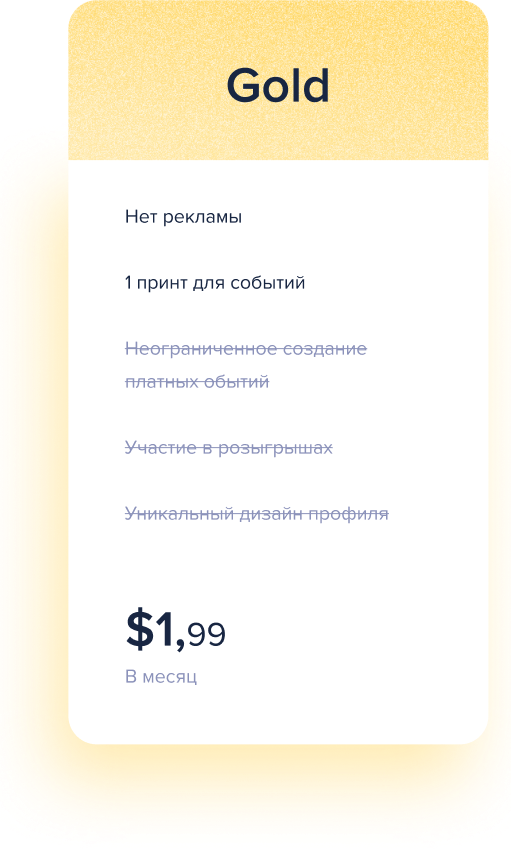 Gold
Нет рекламы
1 принт для событий
Неограниченное создание
платных обытий
Участие в розыгрышах
Уникальный дизайн профиля
$1,99
В месяц